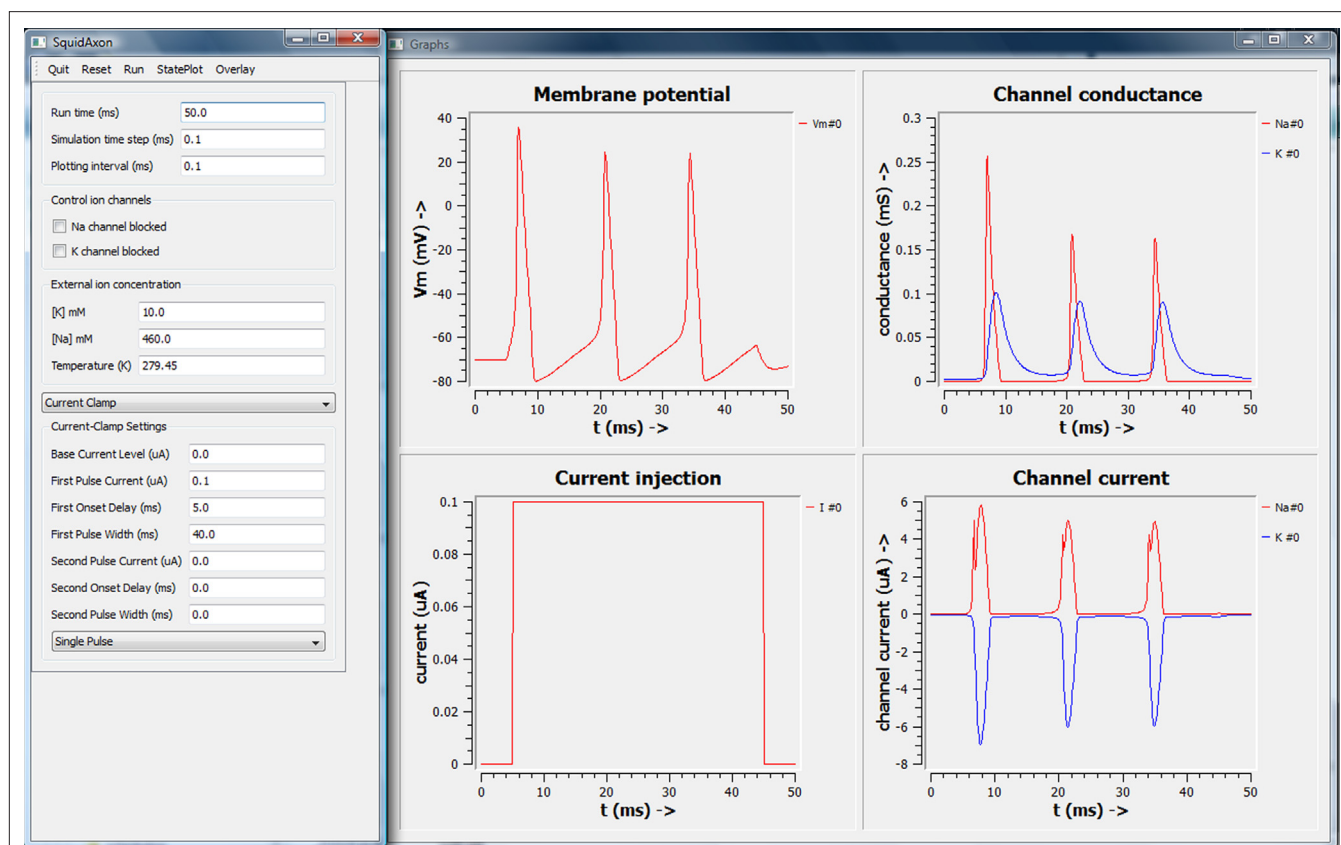 SquidAxon
Quit Reset Run StatePlot Overlay
Run time (ms) 50.0
Simulation time step (ms) 0.1
Plotting interval (ms) 0.1
Control ion channels
Na channel blocked
K channel blocked
External ion concentration
[K] mM 10.0
[Na] mM 460.0
Temperature (K) 279.45
Current Clamp
Current-Clamp Settings
Base Current Level (uA) 0.0
First Pulse Current (uA) 0.1
First Onset Delay (ms) 5.0
First Pulse Width (ms) 40.0
Second Pulse Current (uA) 0.0
Second Onset Delay (ms) 0.0
Second Pulse Width (ms) 0.0
Single Pulse
Graphs
Membrane potential
Vm#0
Vm (mV) ->
40
20
0
-20
-40
-60
-80
0 10 20 30 40 50
t (ms) ->
Channel conductance
Na#0
K #0
conductance (mS) ->
0.3
0.25
0.2
0.15
0.1
0.05
0
0 10 20 30 40 50
t (ms) ->
Current injection
I #0
current (uA)
0.1
0.08
0.06
0.04
0.02
0
0 10 20 30 40 50
t (ms) ->
Channel current
Na#0
K #0
channel current (uA) ->
6
4
2
0
-2
-4
-6
-8
0 10 20 30 40 50
t (ms) ->